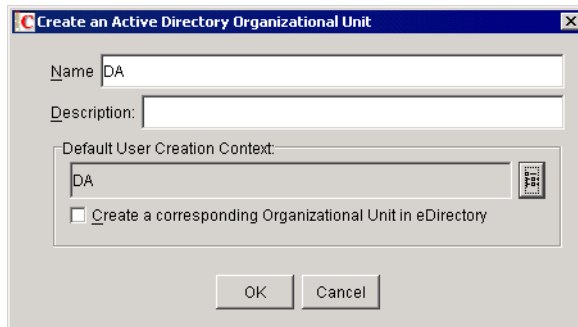 Create an Active Directory Organizational Unit
Name DA
Description:
Default User Creation Context:
DA
Create a corresponding Organizational Unit in eDirectory
OK Cancel